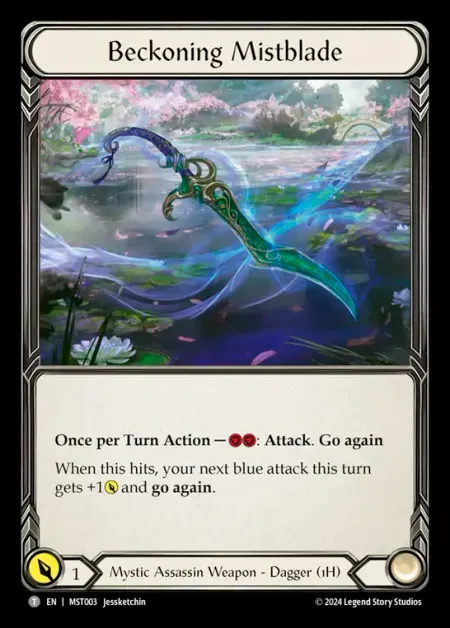 Beckoning Mistblade
Once per Turn Action — : Attack. Go again
When this hits, your next blue attack this turn
gets +1 and go again.
1
Mystic Assassin Weapon - Dagger (1H)
T EN | MST003 Jessketchin
© 2024 Legend Story Studios